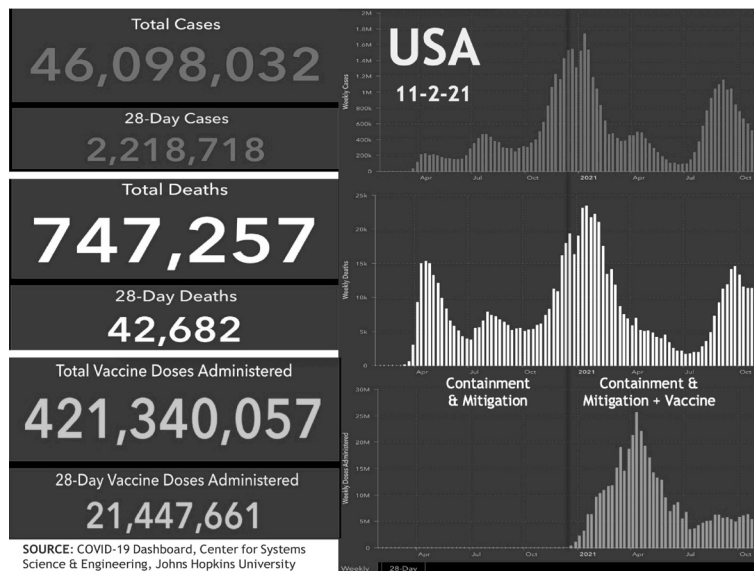 Total Cases
46,098,032
28-Day Cases
2,218,718
Total Deaths
747,257
28-Day Deaths
42,682
Total Vaccine Doses Administered
421,340,057
28-Day Vaccine Doses Administered
21,447,661
SOURCE: COVID-19 Dashboard, Center for Systems
Science & Engineering, Johns Hopkins University
USA
11-2-21
Weekly Cases
2M
1.8M
1.6M
1.4M
1.2M
1M
800k
600k
400k
200k
0
Apr Jul Oct 2021 Apr Jul Oct
Weekly Deaths
25k
20k
15k
10k
5k
0
Apr Jul Oct 2021 Apr Jul Oct
Containment
& Mitigation
Containment &
Mitigation + Vaccine
Weekly Doses Administered
30M
25M
20M
15M
10M
5M
0
Apr Jul Oct 2021 Apr Jul Oct
Weekly 28-Day